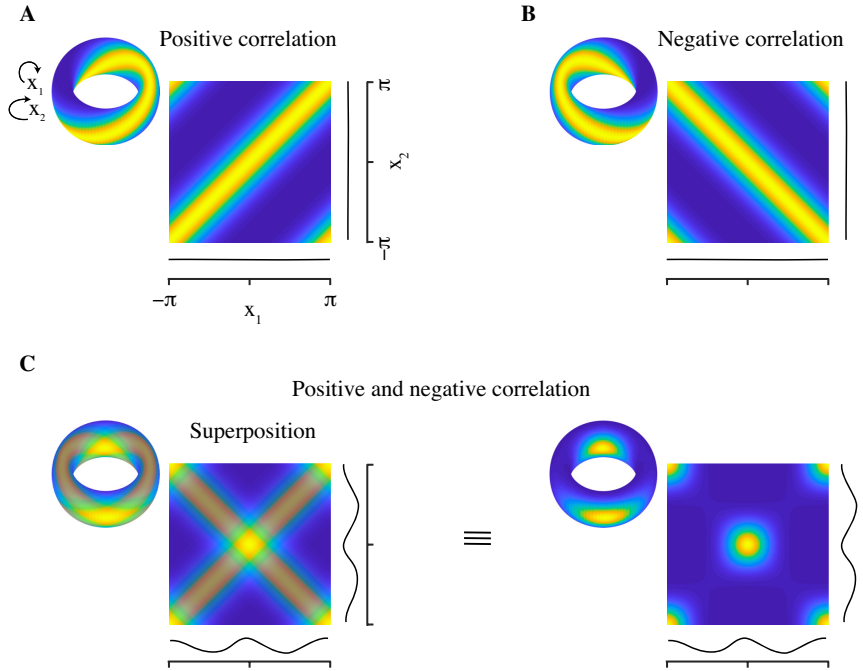 A
Positive correlation
x1
x2
π
x2
−π
−π π
x1
B
Negative correlation
C
Positive and negative correlation
Superposition
≡